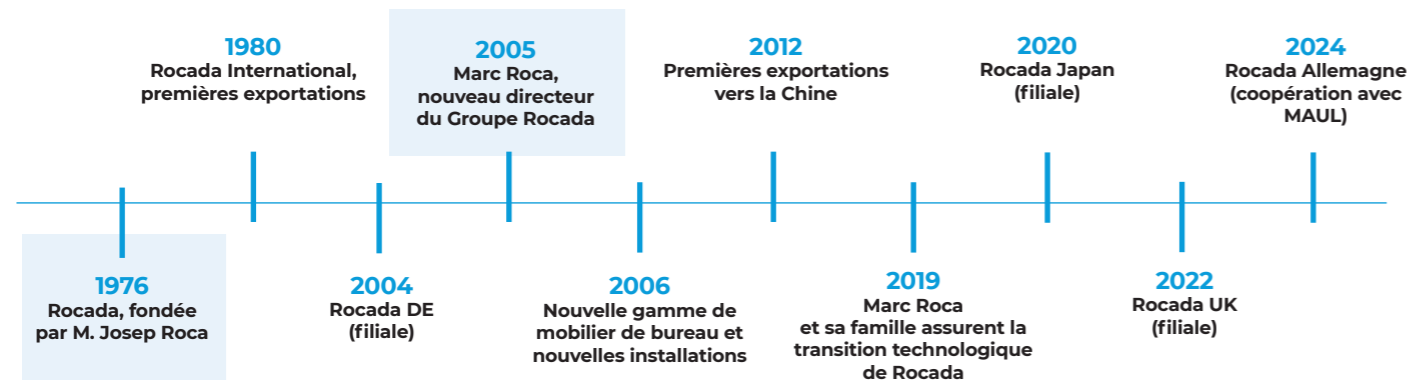 1980
Rocada International,
premières exportations
2005
Marc Roca,
nouveau directeur
du Groupe Rocada
2012
Premières exportations
vers la Chine
2020
Rocada Japan
(filiale)
2024
Rocada Allemagne
(coopération avec
MAUL)
1976
Rocada, fondée
par M. Josep Roca
2004
Rocada DE
(filiale)
2006
Nouvelle gamme de
mobilier de bureau et
nouvelles installations
2019
Marc Roca
et sa famille assurent la
transition technologique
de Rocada
2022
Rocada UK
(filiale)